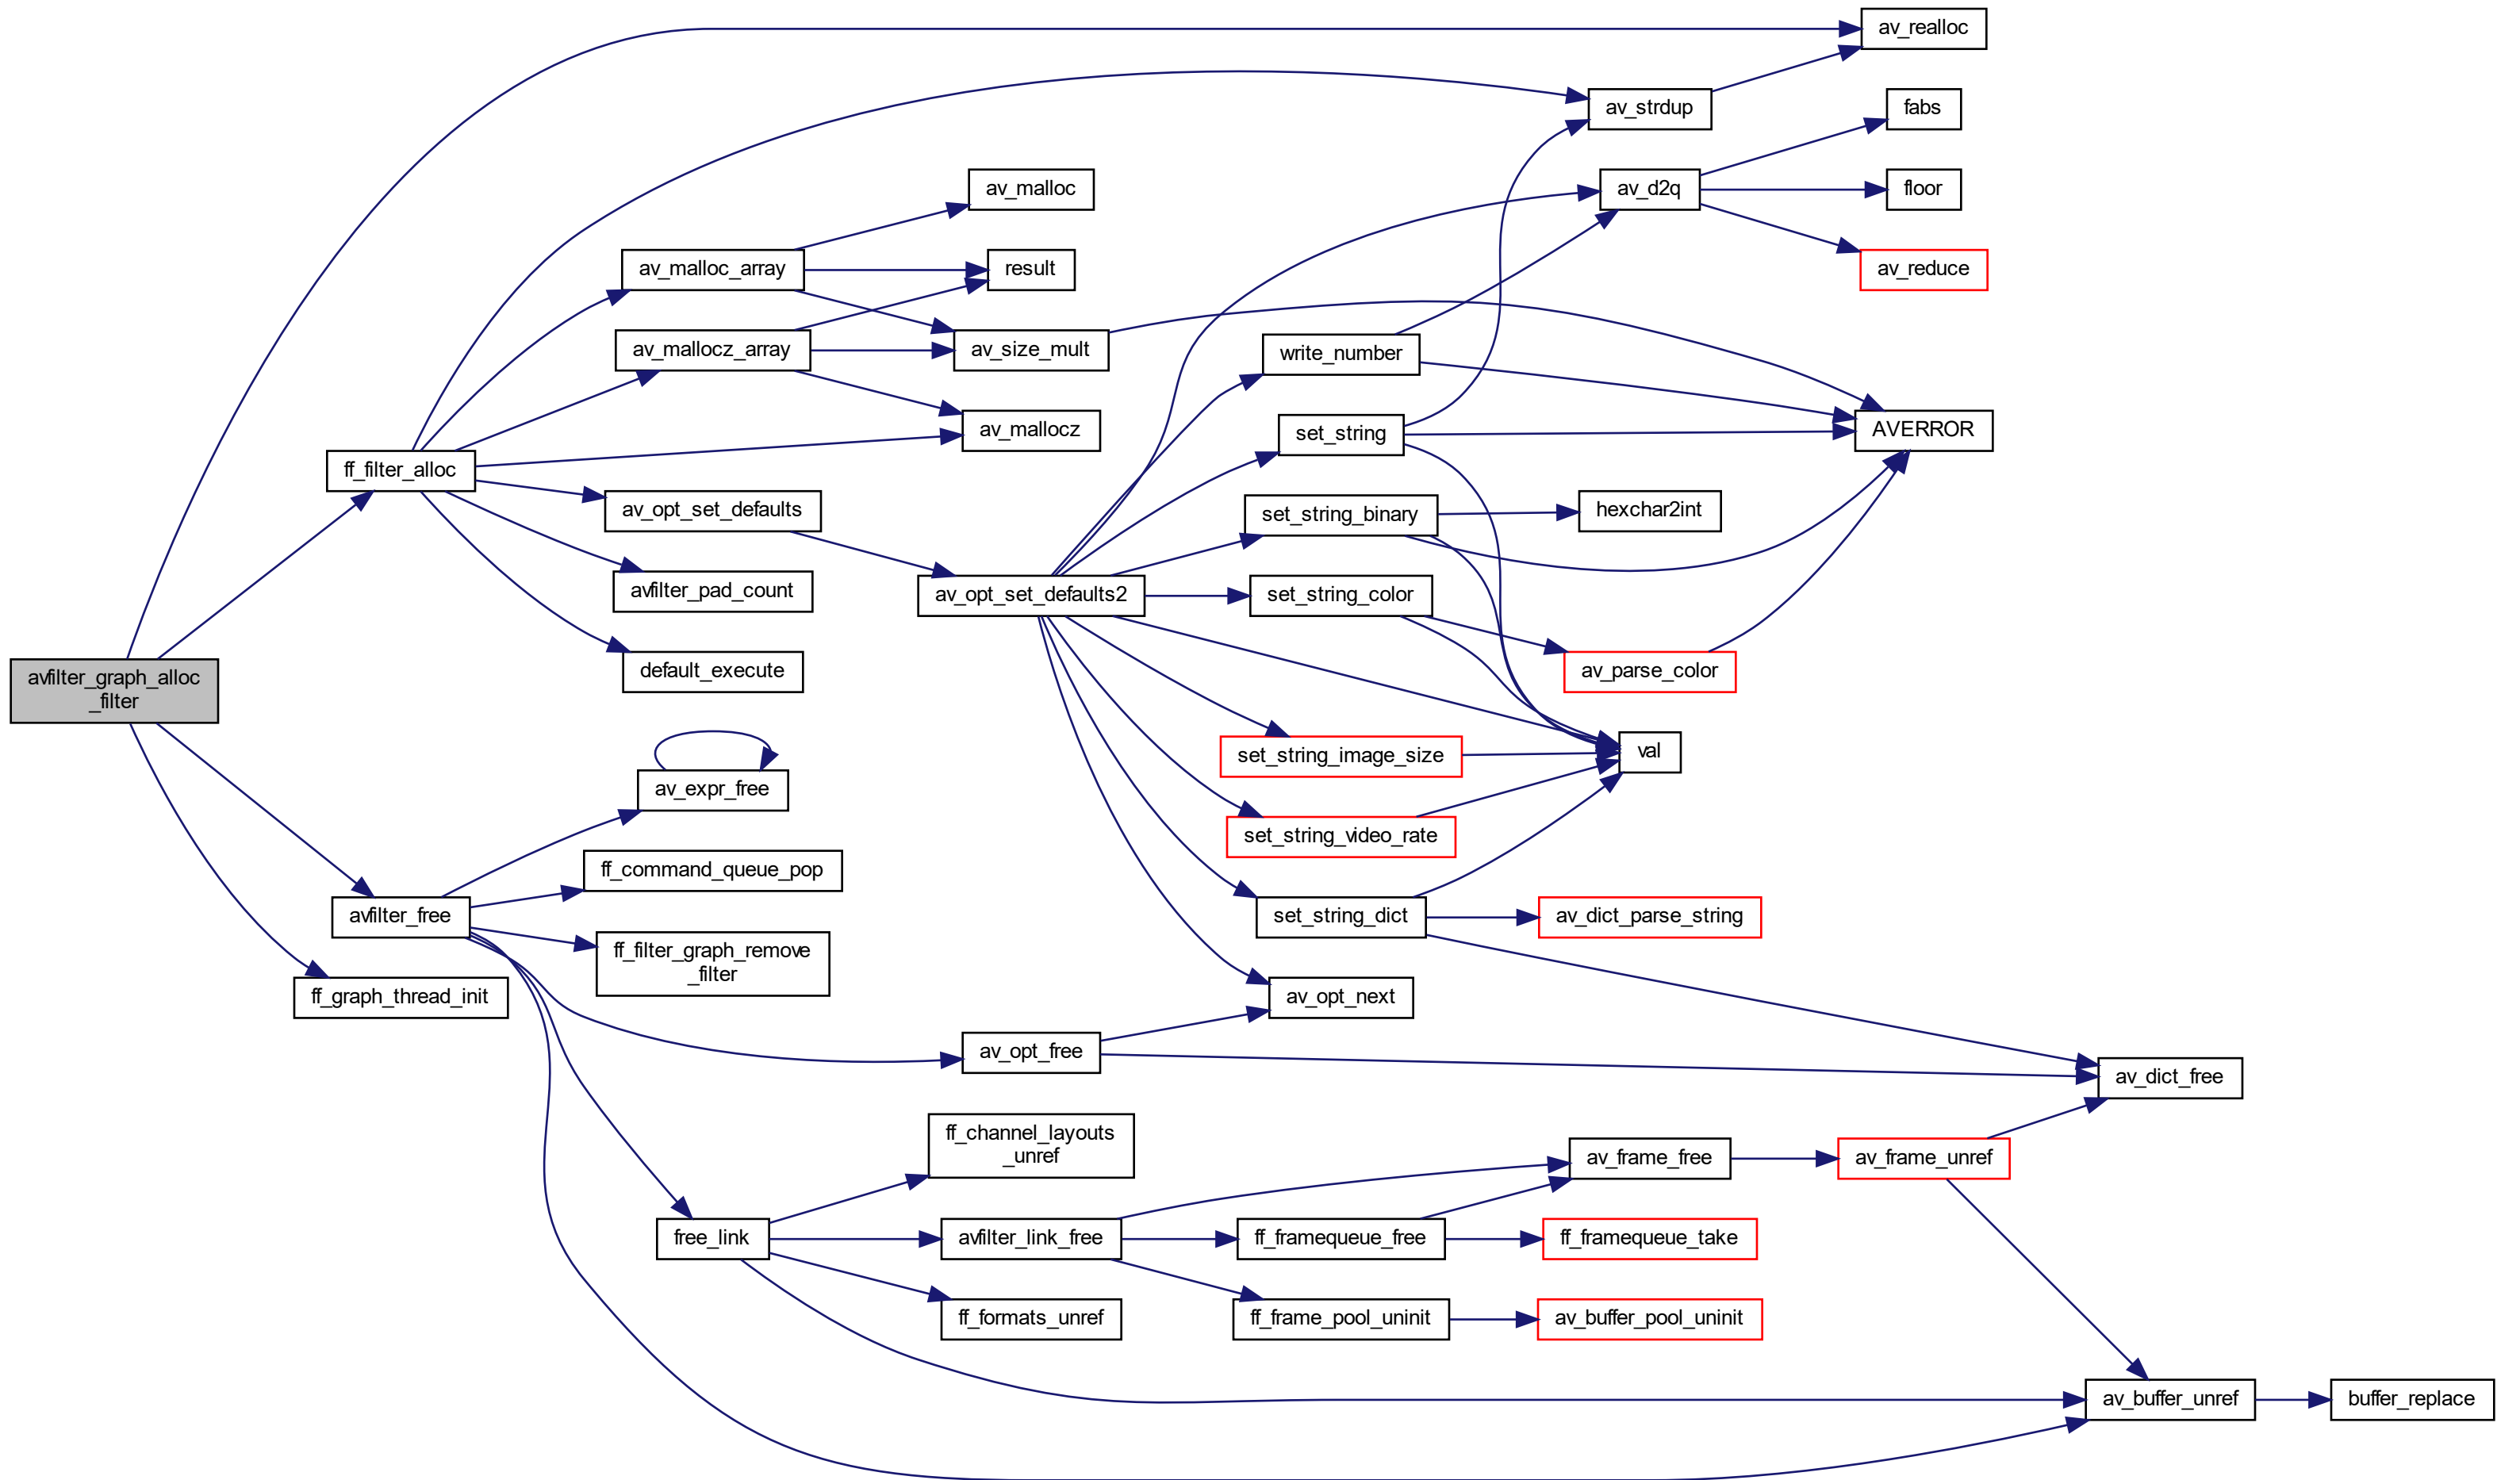 avfilter_graph_alloc
_filter
ff_filter_alloc
avfilter_free
ff_graph_thread_init
av_malloc_array
av_mallocz_array
av_opt_set_defaults
avfilter_pad_count
default_execute
av_expr_free
ff_command_queue_pop
ff_filter_graph_remove
_filter
free_link
av_malloc
result
av_size_mult
av_mallocz
av_opt_set_defaults2
av_opt_free
ff_channel_layouts
_unref
avfilter_link_free
ff_formats_unref
write_number
set_string
set_string_binary
set_string_color
set_string_image_size
set_string_video_rate
set_string_dict
av_opt_next
ff_framequeue_free
ff_frame_pool_uninit
av_strdup
av_d2q
hexchar2int
av_parse_color
val
av_dict_parse_string
av_frame_free
ff_framequeue_take
av_buffer_pool_uninit
av_realloc
fabs
floor
av_reduce
AVERROR
av_frame_unref
av_dict_free
av_buffer_unref
buffer_replace